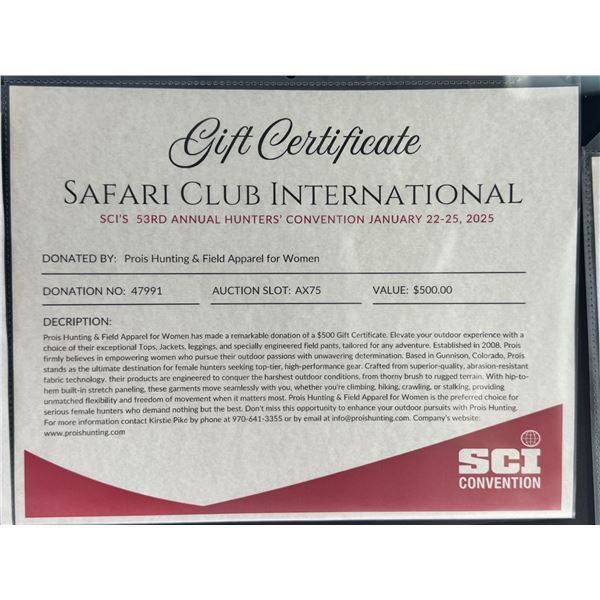 Gift Certificate
SAFARI CLUB INTERNATIONAL
SCI'S 53RD ANNUAL HUNTERS' CONVENTION JANUARY 22-25, 2025
DONATED BY: Prois Hunting & Field Apparel for Women
DONATION NO: 47991 AUCTION SLOT: AX75 VALUE: $500.00
DECRIPTION:
Prois Hunting & Field Apparel for Women has made a remarkable donation of a $500 Gift Certificate. Elevate your outdoor experience with a
choice of their exceptional Tops, Jackets, leggings, and specially engineered field pants, tailored for any adventure. Established in 2008, Prois
firmly believes in empowering women who pursue their outdoor passions with unwavering determination. Based in Gunnison, Colorado, Prois
stands as the ultimate destination for female hunters seeking top-tier, high-performance gear. Crafted from superior-quality, abrasion-resistant
fabric technology, their products are engineered to conquer the harshest outdoor conditions, from thorny brush to rugged terrain. With hip-to-
hem built-in stretch paneling, these garments move seamlessly with you, whether you're climbing, hiking, crawling, or stalking, providing
unmatched flexibility and freedom of movement when it matters most. Prois Hunting & Field Apparel for Women is the preferred choice for
serious female hunters who demand nothing but the best. Don't miss this opportunity to enhance your outdoor pursuits with Prois Hunting.
For more information contact Kirstie Pike by phone at 970-641-3355 or by email at info@proishunting.com. Company's website:
www.proishunting.com
SCI
CONVENTION